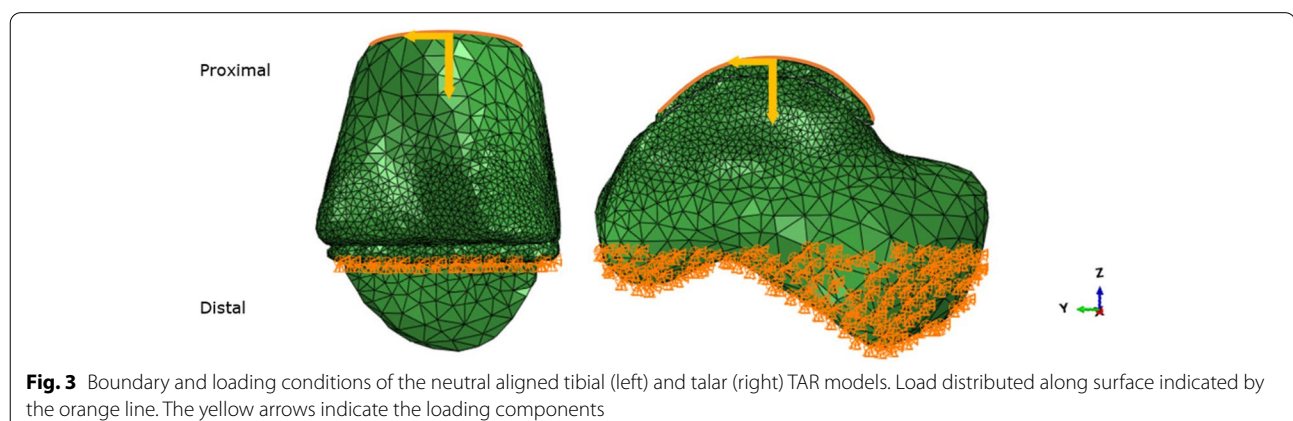 Proximal
Distal
Z
Y
X
Fig. 3 Boundary and loading conditions of the neutral aligned tibial (left) and talar (right) TAR models. Load distributed along surface indicated by
the orange line. The yellow arrows indicate the loading components